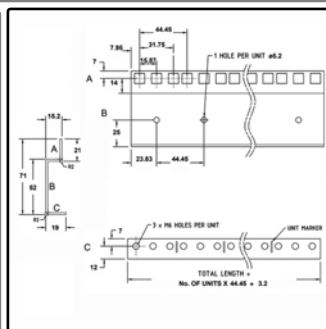 44.45
7.95
31.75
15.87
1 HOLE PER UNIT ø6.2
7
A
14
B
25
23.83
44.45
15.2
A
21
R2
71
62
B
C
R2
19
3 x M6 HOLES PER UNIT
7
UNIT MARKER
C
12
TOTAL LENGTH =
No. OF UNITS X 44.45 + 3.2